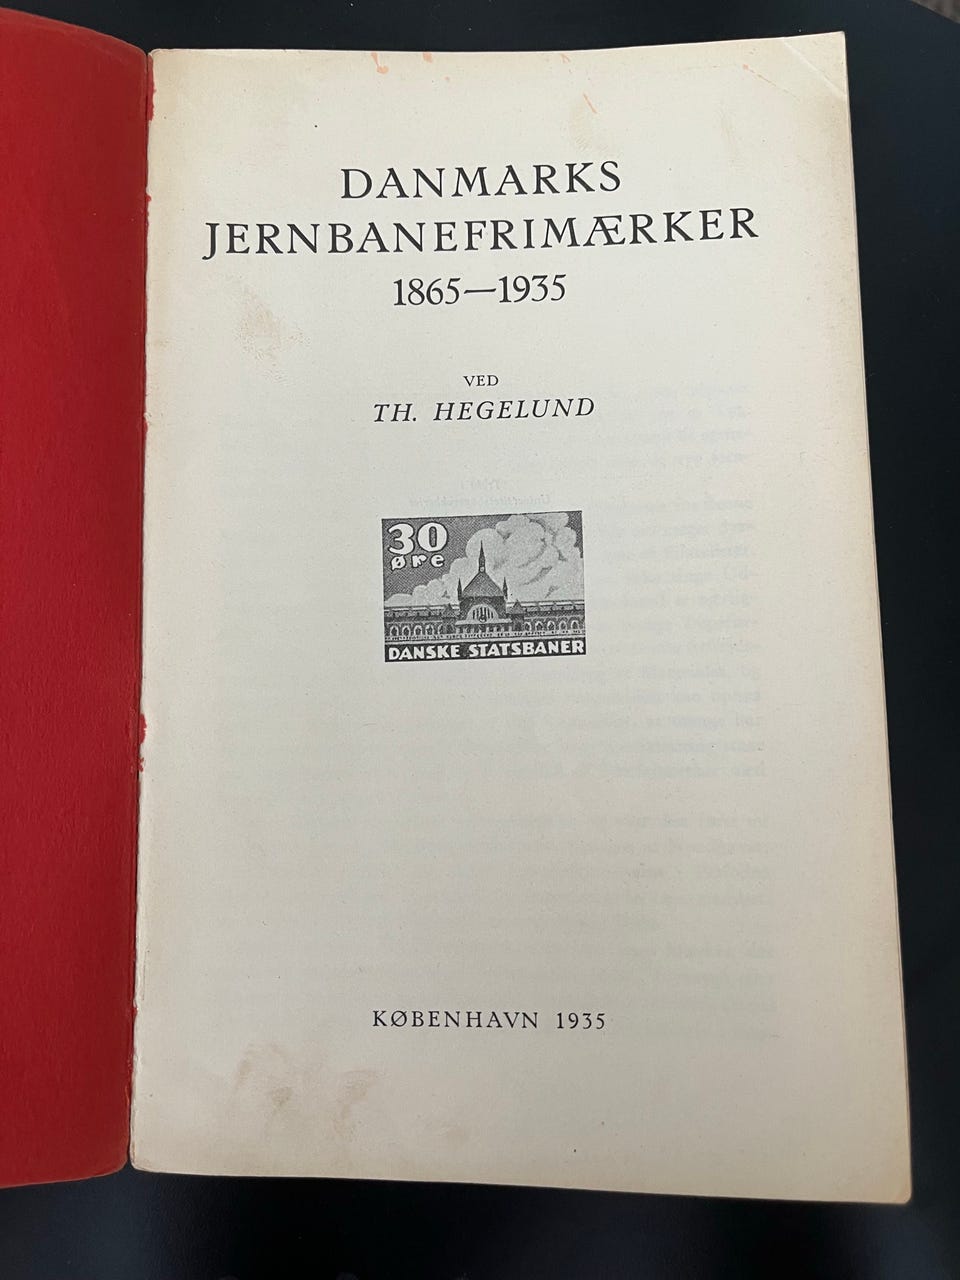 DANMARKS
JERNBANEFRIMÆRKER
1865—1935
VED
TH. HEGELUND
30
øre
DANSKE STATSBANER
KØBENHAVN 1935